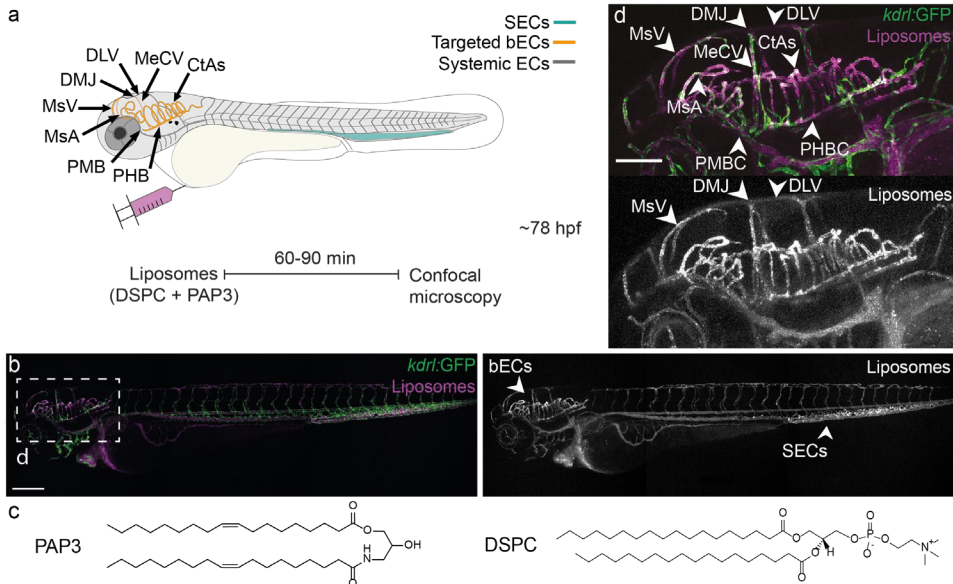 a
SECs
Targeted bECs
Systemic ECs
DLV
MeCV
CtAs
DMJ
MsV
MsA
PMB
PHB
~78 hpf
60-90 min
Liposomes
(DSPC + PAP3)
Confocal
microscopy
d
DMJ
DLV
kdrl:GFP
Liposomes
MsV
MeCV
CtAs
MsA
PMBC
PHBC
DMJ
DLV
Liposomes
MsV
b
kdrl:GFP
Liposomes
d
bECs
Liposomes
SECs
c
PAP3
O
O
OH
H
N
O
DSPC
O
O
O
O
H
O
O
P
O
-
O
N
+